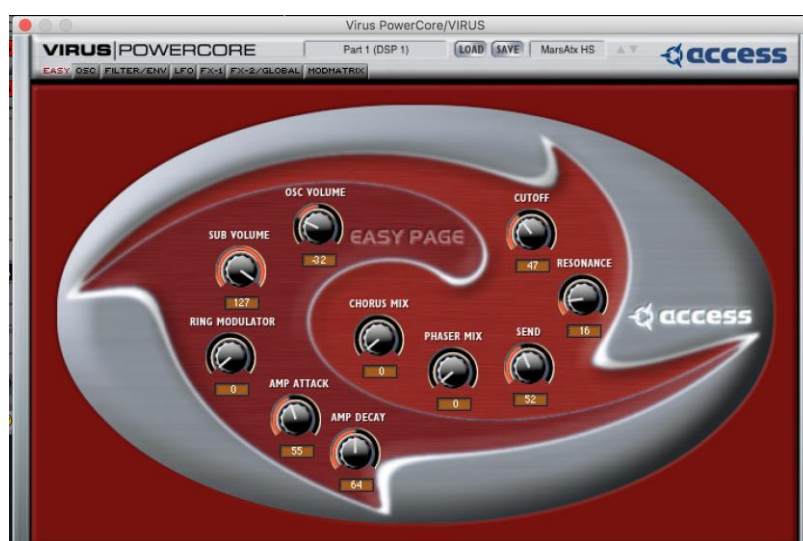 Virus PowerCore/VIRUS
VIRUS|POWERCORE
Part 1 (DSP 1)
LOAD SAVE
MarsAtx HS
access
EASY OSC FILTER/ENV LFO FX-1 FX-2/GLOBAL MODMATRIX
OSC VOLUME
-32
CUTOFF
47
SUB VOLUME
127
EASY PAGE
RESONANCE
16
RING MODULATOR
0
CHORUS MIX
0
PHASER MIX
0
SEND
52
access
AMP ATTACK
55
AMP DECAY
64